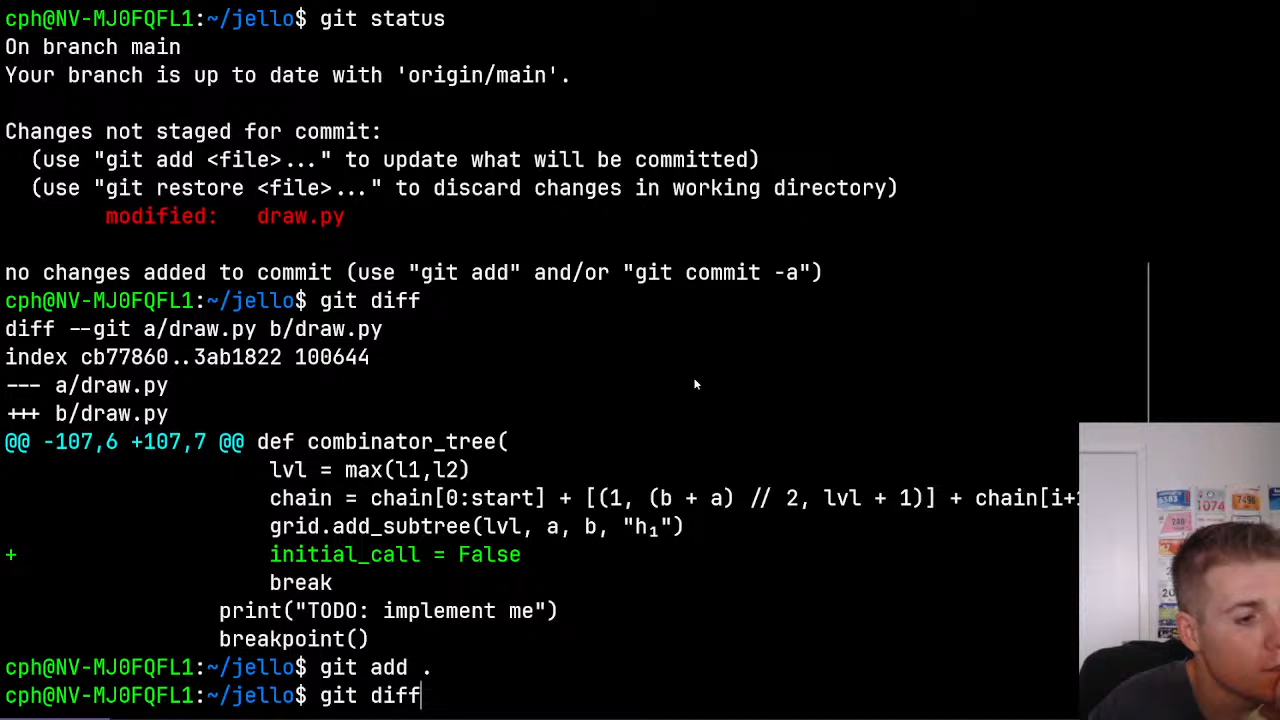 cph@NV-MJ0FQFL1:~/jello$ git status
On branch main
Your branch is up to date with 'origin/main'.
Changes not staged for commit:
  (use "git add <file>..." to update what will be committed)
  (use "git restore <file>..." to discard changes in working directory)
        modified:   draw.py
no changes added to commit (use "git add" and/or "git commit -a")
cph@NV-MJ0FQFL1:~/jello$ git diff
diff --git a/draw.py b/draw.py
index cb77860..3ab1822 100644
--- a/draw.py
+++ b/draw.py
@@ -107,6 +107,7 @@ def combinator_tree(
                     lvl = max(l1,l2)
                     chain = chain[0:start] + [(1, (b + a) // 2, lvl + 1)] + chain[i+
                     grid.add_subtree(lvl, a, b, "h₁")
+                    initial_call = False
                     break
                 print("TODO: implement me")
                 breakpoint()
cph@NV-MJ0FQFL1:~/jello$ git add .
cph@NV-MJ0FQFL1:~/jello$ git diff